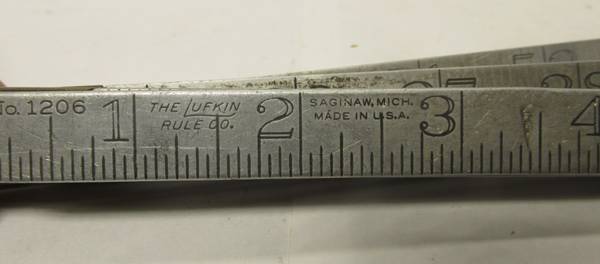 No. 1206 1 THE LUFKIN 2 SAGINAW, MICH. 3 4
RULE CO. MADE IN U.S.A.